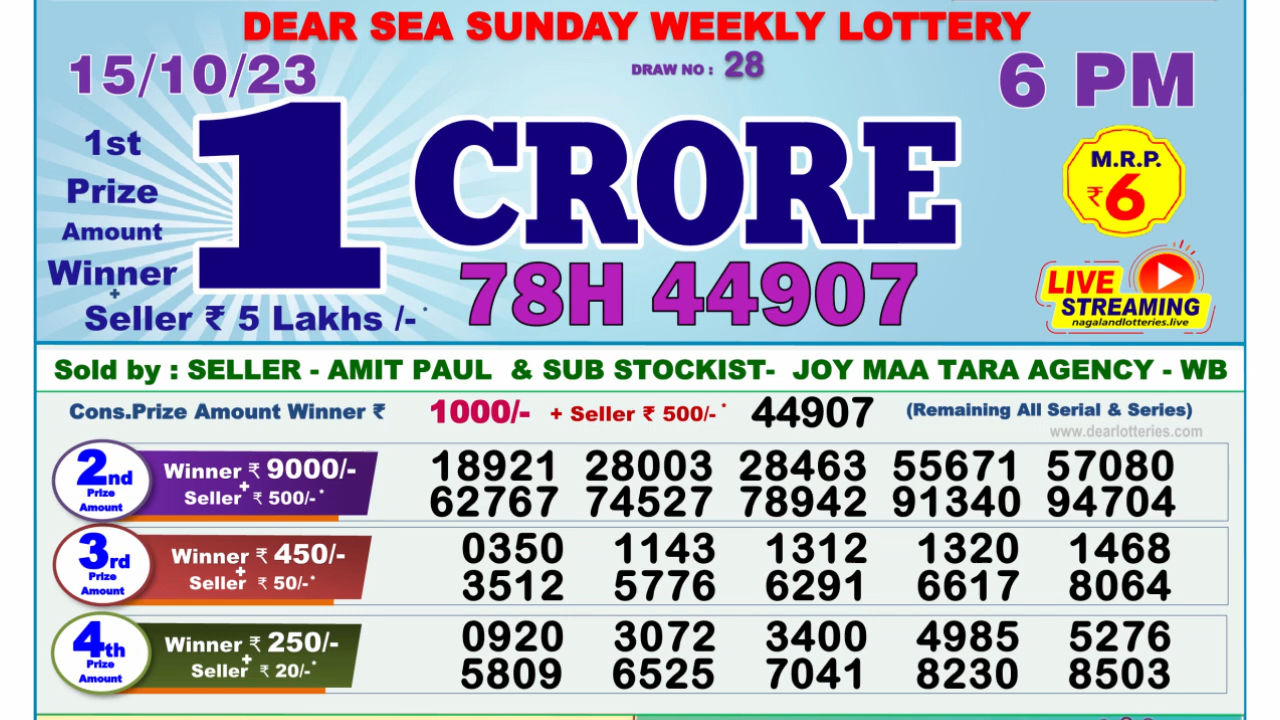 DEAR SEA SUNDAY WEEKLY LOTTERY
15/10/23
DRAW NO : 28
6 PM
1st
Prize
Amount
Winner
+
Seller ₹ 5 Lakhs /-*
1 CRORE
78H 44907
M.R.P.
₹6
LIVE
STREAMING
nagalandlotteries.live
Sold by : SELLER - AMIT PAUL & SUB STOCKIST- JOY MAA TARA AGENCY - WB
Cons.Prize Amount Winner ₹ 1000/- + Seller ₹ 500/-* 44907 (Remaining All Serial & Series)
www.dearlotteries.com
2nd
Prize
Amount
Winner ₹ 9000/-
+
Seller ₹ 500/-*
18921 28003 28463 55671 57080
62767 74527 78942 91340 94704
3rd
Prize
Amount
Winner ₹ 450/-
+
Seller ₹ 50/-*
0350 1143 1312 1320 1468
3512 5776 6291 6617 8064
4th
Prize
Amount
Winner ₹ 250/-
+
Seller ₹ 20/-*
0920 3072 3400 4985 5276
5809 6525 7041 8230 8503